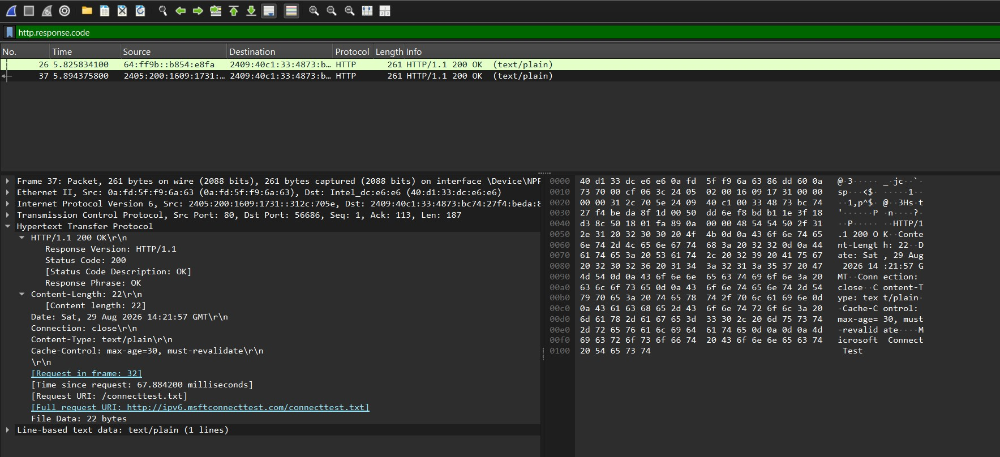 http.response.code
No. Time Source Destination Protocol Length Info
26 5.825834100 64:ff9b::b854:e8fa 2409:40c1:33:4873:b… HTTP 261 HTTP/1.1 200 OK (text/plain)
37 5.894375800 2405:200:1609:1731:… 2409:40c1:33:4873:b… HTTP 261 HTTP/1.1 200 OK (text/plain)
Frame 37: Packet, 261 bytes on wire (2088 bits), 261 bytes captured (2088 bits) on interface \Device\NPF
Ethernet II, Src: 0a:fd:5f:f9:6a:63 (0a:fd:5f:f9:6a:63), Dst: Intel_dc:e6:e6 (40:d1:33:dc:e6:e6)
Internet Protocol Version 6, Src: 2405:200:1609:1731::312c:705e, Dst: 2409:40c1:33:4873:bc74:27f4:beda:8
Transmission Control Protocol, Src Port: 80, Dst Port: 56686, Seq: 1, Ack: 113, Len: 187
Hypertext Transfer Protocol
HTTP/1.1 200 OK\r\n
Response Version: HTTP/1.1
Status Code: 200
[Status Code Description: OK]
Response Phrase: OK
Content-Length: 22\r\n
[Content length: 22]
Date: Sat, 29 Aug 2026 14:21:57 GMT\r\n
Connection: close\r\n
Content-Type: text/plain\r\n
Cache-Control: max-age=30, must-revalidate\r\n
\r\n
[Request in frame: 32]
[Time since request: 67.884200 milliseconds]
[Request URI: /connecttest.txt]
[Full request URI: http://ipv6.msftconnecttest.com/connecttest.txt]
File Data: 22 bytes
Line-based text data: text/plain (1 lines)
0000 40 d1 33 dc e6 e6 0a fd 5f f9 6a 63 86 dd 60 0a @·3·····_·jc··`·
0010 73 70 00 cf 06 3c 24 05 02 00 16 09 17 31 00 00 sp···<$······1··
0020 00 00 31 2c 70 5e 24 09 40 c1 00 33 48 73 bc 74 ··1,p^$·@··3Hs·t
0030 27 f4 be da 8f 1d 00 50 dd 6e f8 bd b1 1e 3f 18 '······P·n····?·
0040 d3 8c 50 18 01 fa 89 0a 00 00 48 54 54 50 2f 31 ··P·······HTTP/1
0050 2e 31 20 32 30 30 20 4f 4b 0d 0a 43 6f 6e 74 65 .1 200 OK··Conte
0060 6e 74 2d 4c 65 6e 67 74 68 3a 20 32 32 0d 0a 44 nt-Length: 22··D
0070 61 74 65 3a 20 53 61 74 2c 20 32 39 20 41 75 67 ate: Sat, 29 Aug
0080 20 32 30 32 36 20 31 34 3a 32 31 3a 35 37 20 47 2026 14:21:57 G
0090 4d 54 0d 0a 43 6f 6e 6e 65 63 74 69 6f 6e 3a 20 MT··Connection:
00a0 63 6c 6f 73 65 0d 0a 43 6f 6e 74 65 6e 74 2d 54 close··Content-T
00b0 79 70 65 3a 20 74 65 78 74 2f 70 6c 61 69 6e 0d ype: text/plain·
00c0 0a 43 61 63 68 65 2d 43 6f 6e 74 72 6f 6c 3a 20 ·Cache-Control:
00d0 6d 61 78 2d 61 67 65 3d 33 30 2c 20 6d 75 73 74 max-age=30, must
00e0 2d 72 65 76 61 6c 69 64 61 74 65 0d 0a 0d 0a 4d -revalidate····M
00f0 69 63 72 6f 73 6f 66 74 20 43 6f 6e 6e 65 63 74 icrosoft Connect
0100 20 54 65 73 74 Test